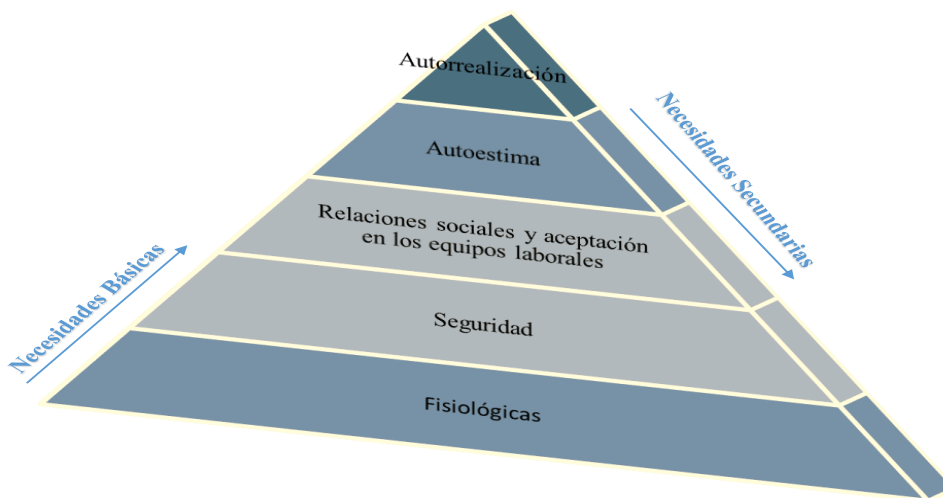 Autorrealización
Autoestima
Relaciones sociales y aceptación
en los equipos laborales
Seguridad
Fisiológicas
Necesidades Básicas
Necesidades Secundarias